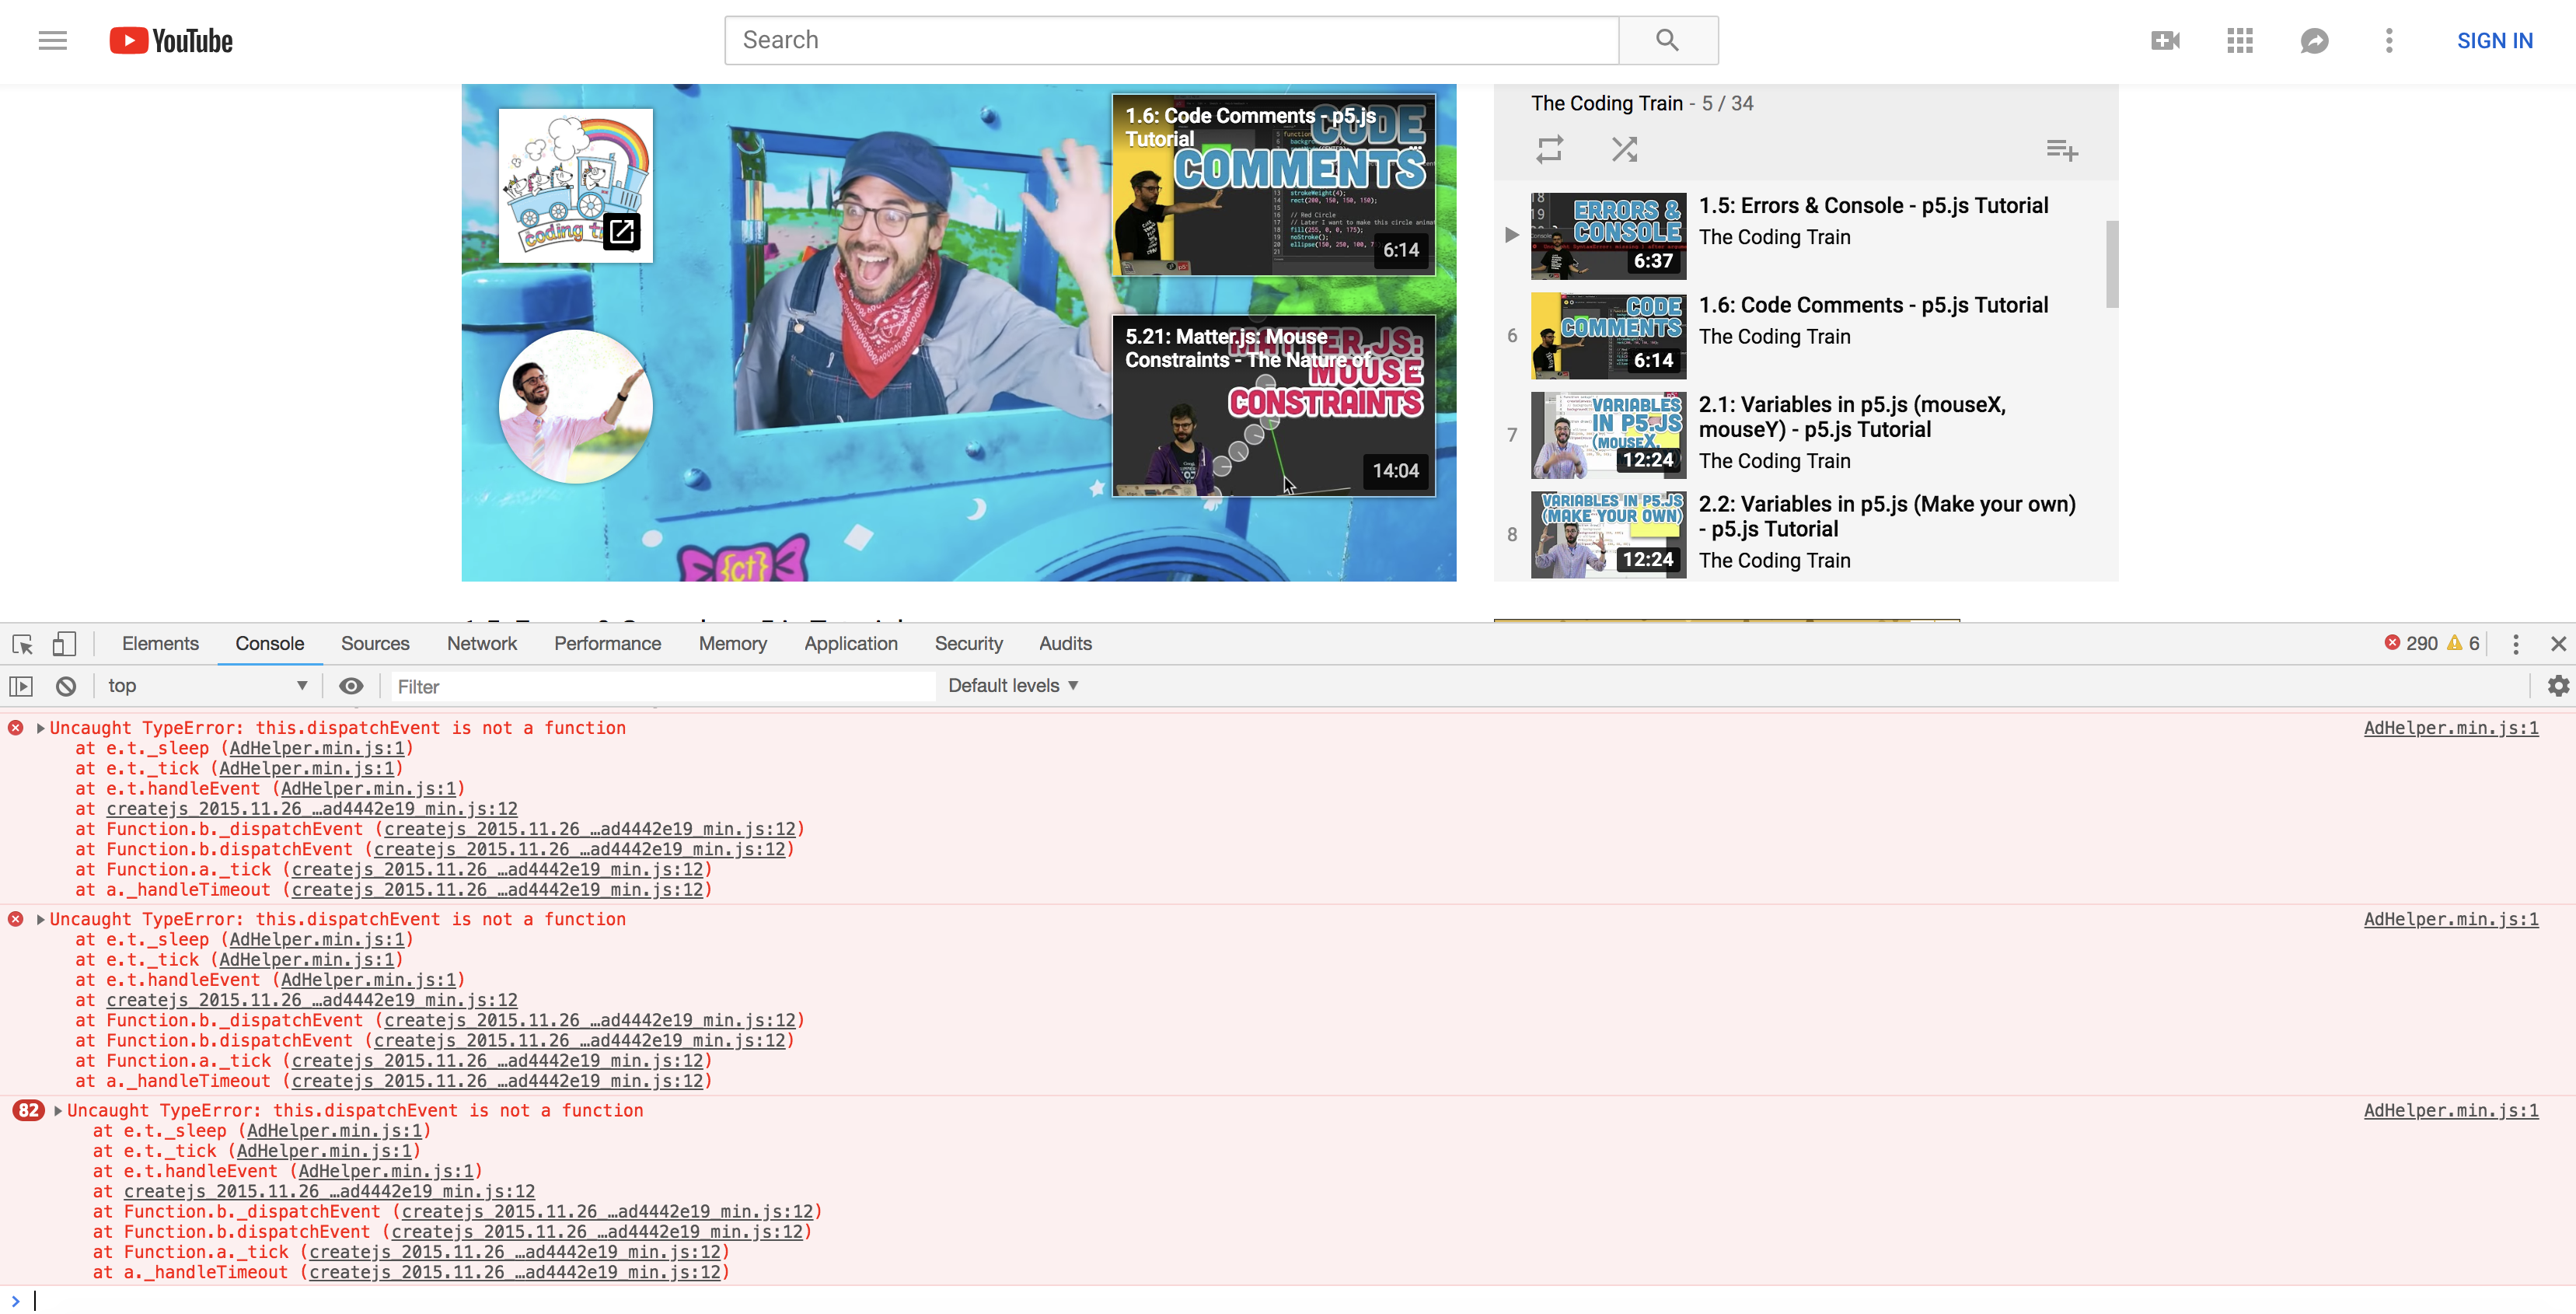 YouTube
Search
SIGN IN
coding
1.6: Code Comments - p5.js
Tutorial
CODE
COMMENTS
strokeWeight(4);
rect(200, 150, 150, 150);
// Red Circle
fill(255, 0, 0, 175);
noStroke();
6:14
5.21: Matter.js: Mouse
Constraints - The Nature of
MATTER.JS:
MOUSE
CONSTRAINTS
14:04
{ct}
The Coding Train - 5 / 34
ERRORS &
CONSOLE
6:37
1.5: Errors & Console - p5.js Tutorial
The Coding Train
6
CODE
COMMENTS
6:14
1.6: Code Comments - p5.js Tutorial
The Coding Train
7
VARIABLES
IN P5.JS
(MOUSEX,
12:24
2.1: Variables in p5.js (mouseX,
mouseY) - p5.js Tutorial
The Coding Train
8
VARIABLES IN P5.JS
(MAKE YOUR OWN)
12:24
2.2: Variables in p5.js (Make your own)
- p5.js Tutorial
The Coding Train
Elements Console Sources Network Performance Memory Application Security Audits 290 6
top Filter Default levels
Uncaught TypeError: this.dispatchEvent is not a function AdHelper.min.js:1
at e.t._sleep (AdHelper.min.js:1)
at e.t._tick (AdHelper.min.js:1)
at e.t.handleEvent (AdHelper.min.js:1)
at createjs_2015.11.26_…ad4442e19_min.js:12
at Function.b._dispatchEvent (createjs_2015.11.26_…ad4442e19_min.js:12)
at Function.b.dispatchEvent (createjs_2015.11.26_…ad4442e19_min.js:12)
at Function.a._tick (createjs_2015.11.26_…ad4442e19_min.js:12)
at a._handleTimeout (createjs_2015.11.26_…ad4442e19_min.js:12)
Uncaught TypeError: this.dispatchEvent is not a function AdHelper.min.js:1
at e.t._sleep (AdHelper.min.js:1)
at e.t._tick (AdHelper.min.js:1)
at e.t.handleEvent (AdHelper.min.js:1)
at createjs_2015.11.26_…ad4442e19_min.js:12
at Function.b._dispatchEvent (createjs_2015.11.26_…ad4442e19_min.js:12)
at Function.b.dispatchEvent (createjs_2015.11.26_…ad4442e19_min.js:12)
at Function.a._tick (createjs_2015.11.26_…ad4442e19_min.js:12)
at a._handleTimeout (createjs_2015.11.26_…ad4442e19_min.js:12)
82 Uncaught TypeError: this.dispatchEvent is not a function AdHelper.min.js:1
at e.t._sleep (AdHelper.min.js:1)
at e.t._tick (AdHelper.min.js:1)
at e.t.handleEvent (AdHelper.min.js:1)
at createjs_2015.11.26_…ad4442e19_min.js:12
at Function.b._dispatchEvent (createjs_2015.11.26_…ad4442e19_min.js:12)
at Function.b.dispatchEvent (createjs_2015.11.26_…ad4442e19_min.js:12)
at Function.a._tick (createjs_2015.11.26_…ad4442e19_min.js:12)
at a._handleTimeout (createjs_2015.11.26_…ad4442e19_min.js:12)
>